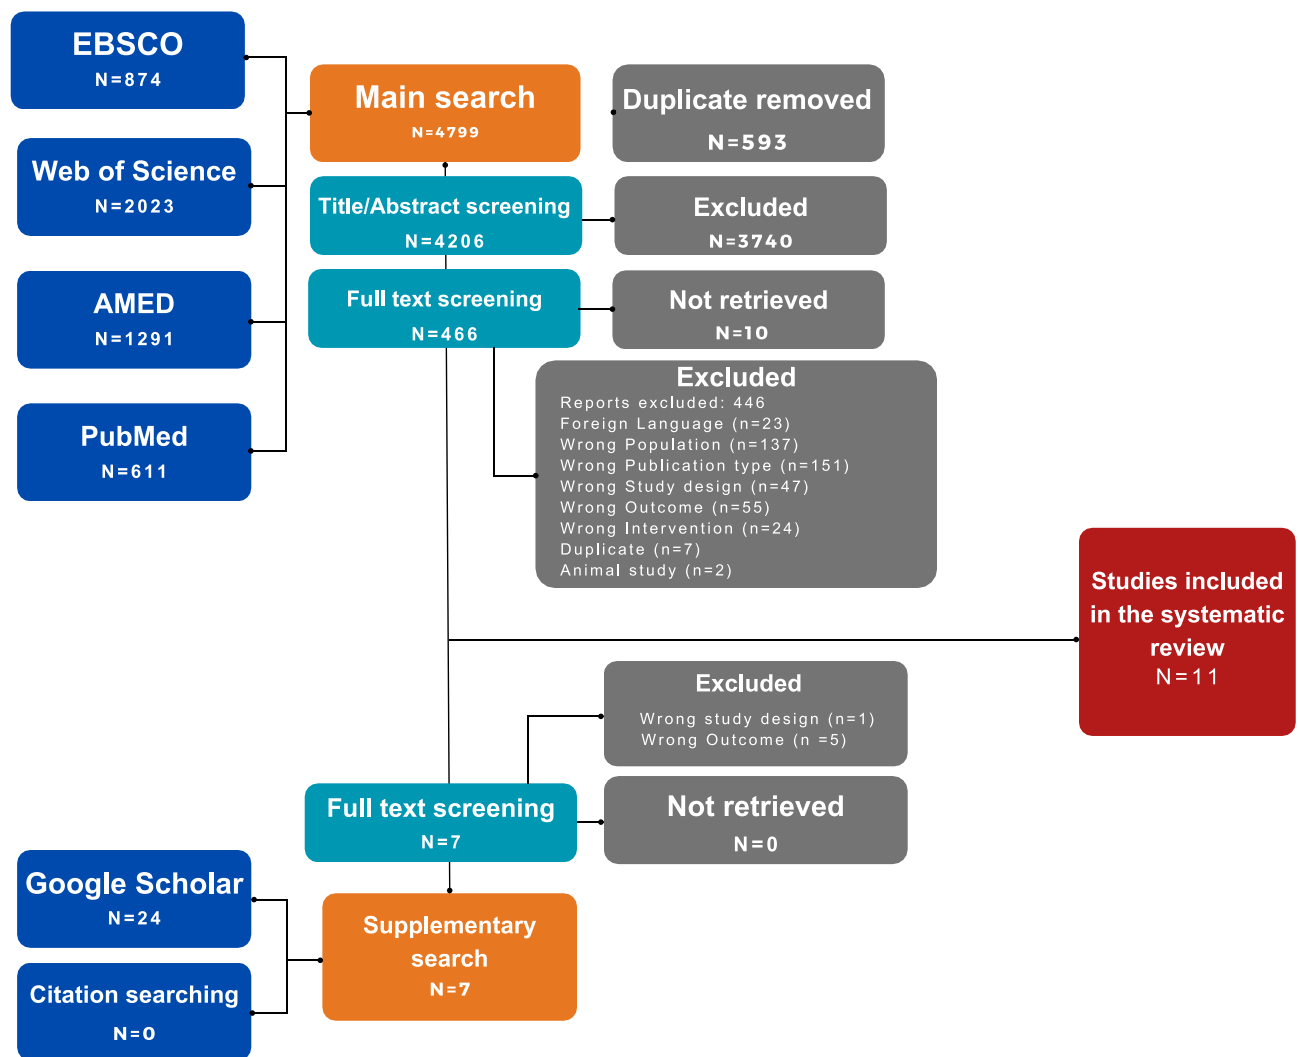 EBSCO
N=874
Web of Science
N=2023
AMED
N=1291
PubMed
N=611
Main search
N=4799
Duplicate removed
N=593
Title/Abstract screening
N=4206
Excluded
N=3740
Full text screening
N=466
Not retrieved
N=10
Excluded
Reports excluded: 446
Foreign Language (n=23)
Wrong Population (n=137)
Wrong Publication type (n=151)
Wrong Study design (n=47)
Wrong Outcome (n=55)
Wrong Intervention (n=24)
Duplicate (n=7)
Animal study (n=2)
Studies included
in the systematic
review
N=11
Excluded
Wrong study design (n=1)
Wrong Outcome (n =5)
Full text screening
N=7
Not retrieved
N=0
Google Scholar
N=24
Citation searching
N=0
Supplementary
search
N=7